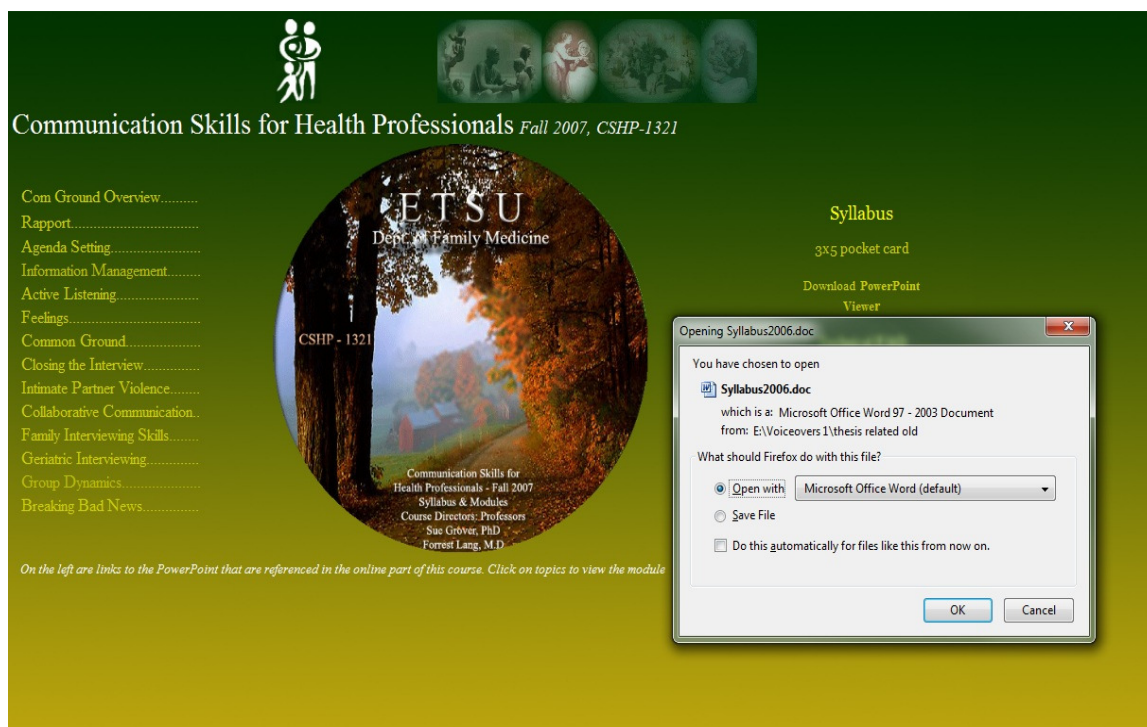 Communication Skills for Health Professionals Fall 2007, CSHP-1321
Com Ground Overview..........
Rapport...................................
Agenda Setting.........................
Information Management.........
Active Listening.......................
Feelings....................................
Common Ground.....................
Closing the Interview...............
Intimate Partner Violence........
Collaborative Communication..
Family Interviewing Skills........
Geriatric Interviewing..............
Group Dynamics......................
Breaking Bad News...............
ETSU
Dept. of Family Medicine
CSHP - 1321
Communication Skills for
Health Professionals - Fall 2007
Syllabus & Modules
Course Directors: Professors
Sue Grover, PhD
Forrest Lang, M.D
Syllabus
3x5 pocket card
Download PowerPoint
Viewer
Opening Syllabus2006.doc
You have chosen to open
Syllabus2006.doc
which is a: Microsoft Office Word 97 - 2003 Document
from: E:\Voiceovers 1\thesis related old
What should Firefox do with this file?
Open with Microsoft Office Word (default)
Save File
Do this automatically for files like this from now on.
OK Cancel
On the left are links to the PowerPoint that are referenced in the online part of this course. Click on topics to view the module